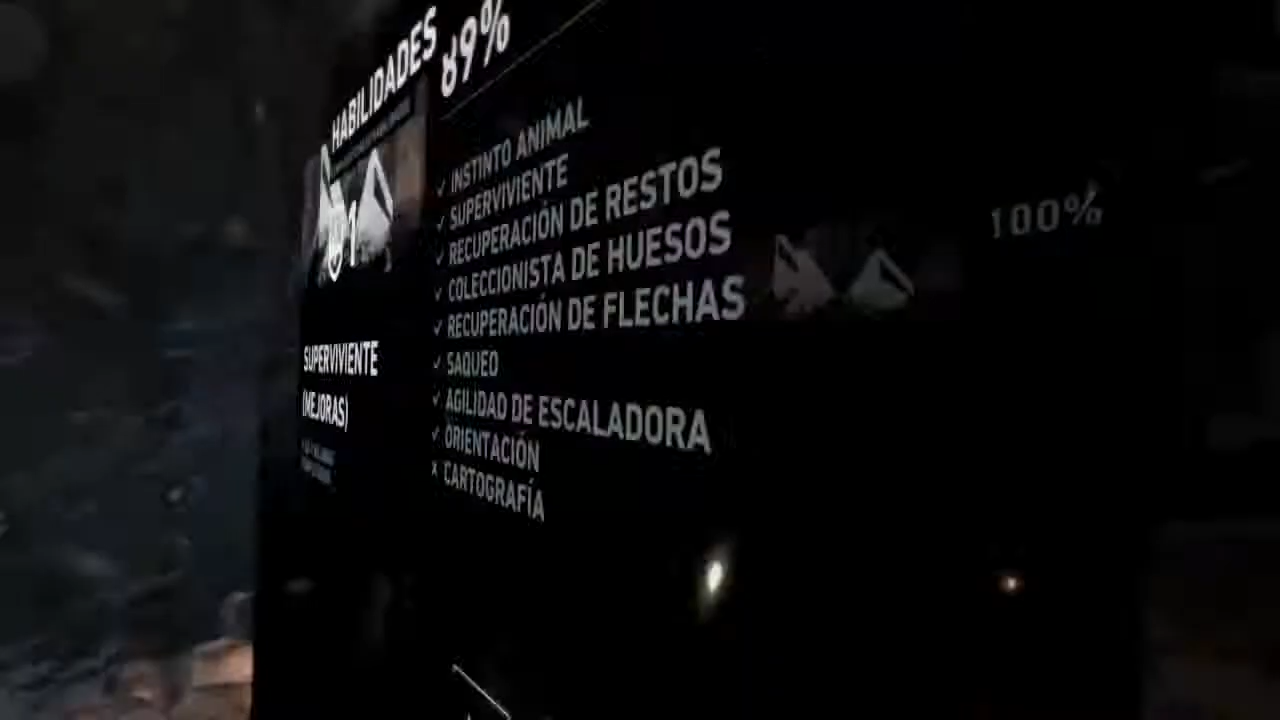 HABILIDADES
89%
✓ INSTINTO ANIMAL
✓ SUPERVIVIENTE
✓ RECUPERACIÓN DE RESTOS
✓ COLECCIONISTA DE HUESOS
✓ RECUPERACIÓN DE FLECHAS
✓ SAQUEO
✓ AGILIDAD DE ESCALADORA
✓ ORIENTACIÓN
x CARTOGRAFÍA
1
SUPERVIVIENTE
(MEJORAS)
100%